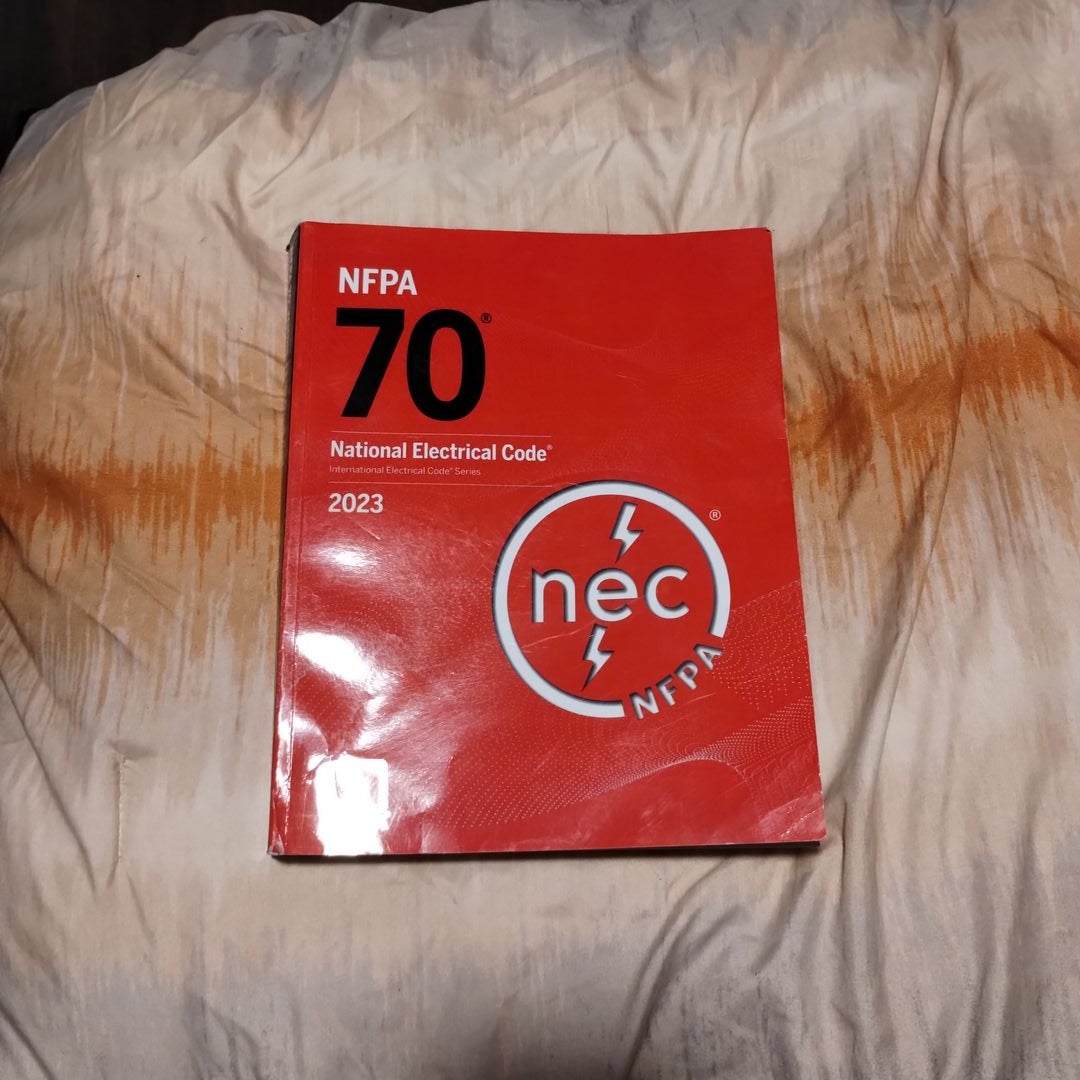 NFPA
70®
National Electrical Code®
International Electrical Code® Series
2023
®
nec
NFPA